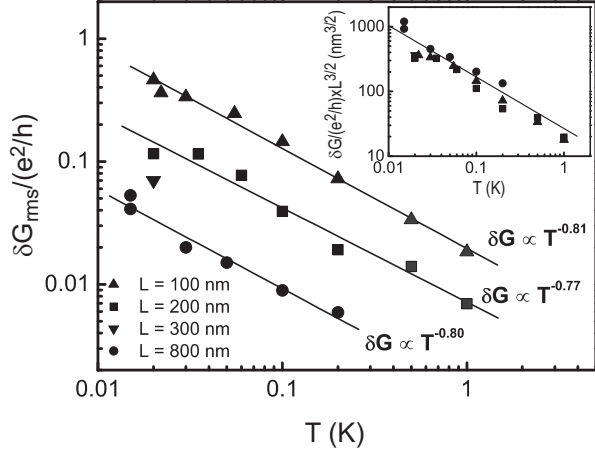 1000
100
10
δG/(e²/h)xL^3/2 (nm^3/2)
0.01
0.1
1
T (K)
1
0.1
0.01
δG_rms/(e²/h)
δG ∝ T^-0.81
δG ∝ T^-0.77
δG ∝ T^-0.80
L = 100 nm
L = 200 nm
L = 300 nm
L = 800 nm
0.01
0.1
1
T (K)